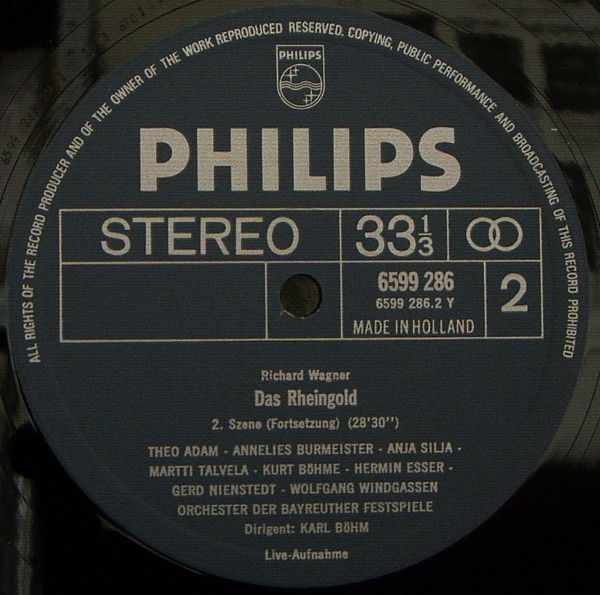 ALL RIGHTS OF THE RECORD PRODUCER AND OF THE OWNER OF THE WORK REPRODUCED RESERVED. COPYING, PUBLIC PERFORMANCE AND BROADCASTING OF THIS RECORD PROHIBITED
PHILIPS
PHILIPS
STEREO
33 1/3
6599 286
6599 286.2 Y
2
MADE IN HOLLAND
Richard Wagner
Das Rheingold
2. Szene (Fortsetzung) (28'30'')
THEO ADAM - ANNELIES BURMEISTER - ANJA SILJA -
MARTTI TALVELA - KURT BÖHME - HERMIN ESSER -
GERD NIENSTEDT - WOLFGANG WINDGASSEN
ORCHESTER DER BAYREUTHER FESTSPIELE
Dirigent: KARL BÖHM
Live-Aufnahme